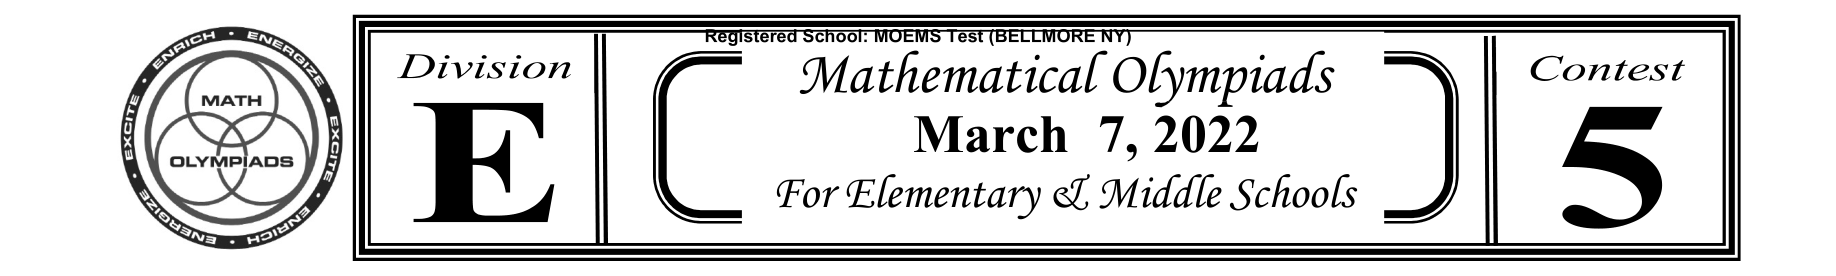 ENRICH • ENERGIZE • EXCITE • ENRICH • ENERGIZE • EXCITE •
MATH
OLYMPIADS
Division
E
Registered School: MOEMS Test (BELLMORE NY)
Mathematical Olympiads
March 7, 2022
For Elementary & Middle Schools
Contest
5